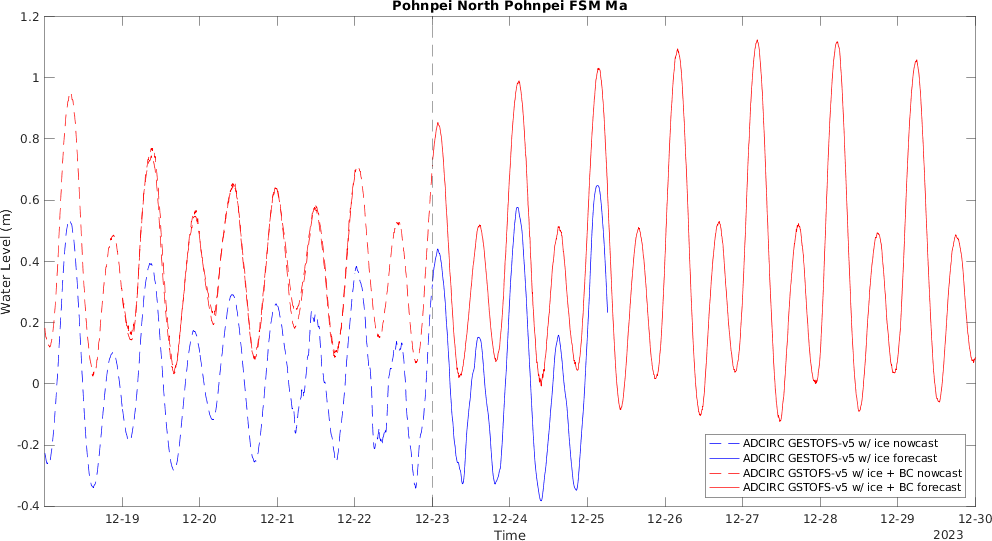 Pohnpei North Pohnpei FSM Ma
1.2
1
0.8
0.6
0.4
0.2
0
-0.2
-0.4
Water Level (m)
12-19 12-20 12-21 12-22 12-23 12-24 12-25 12-26 12-27 12-28 12-29 12-30
Time
2023
ADCIRC GESTOFS-v5 w/ ice nowcast
ADCIRC GESTOFS-v5 w/ ice forecast
ADCIRC GSTOFS-v5 w/ ice + BC nowcast
ADCIRC GSTOFS-v5 w/ ice + BC forecast